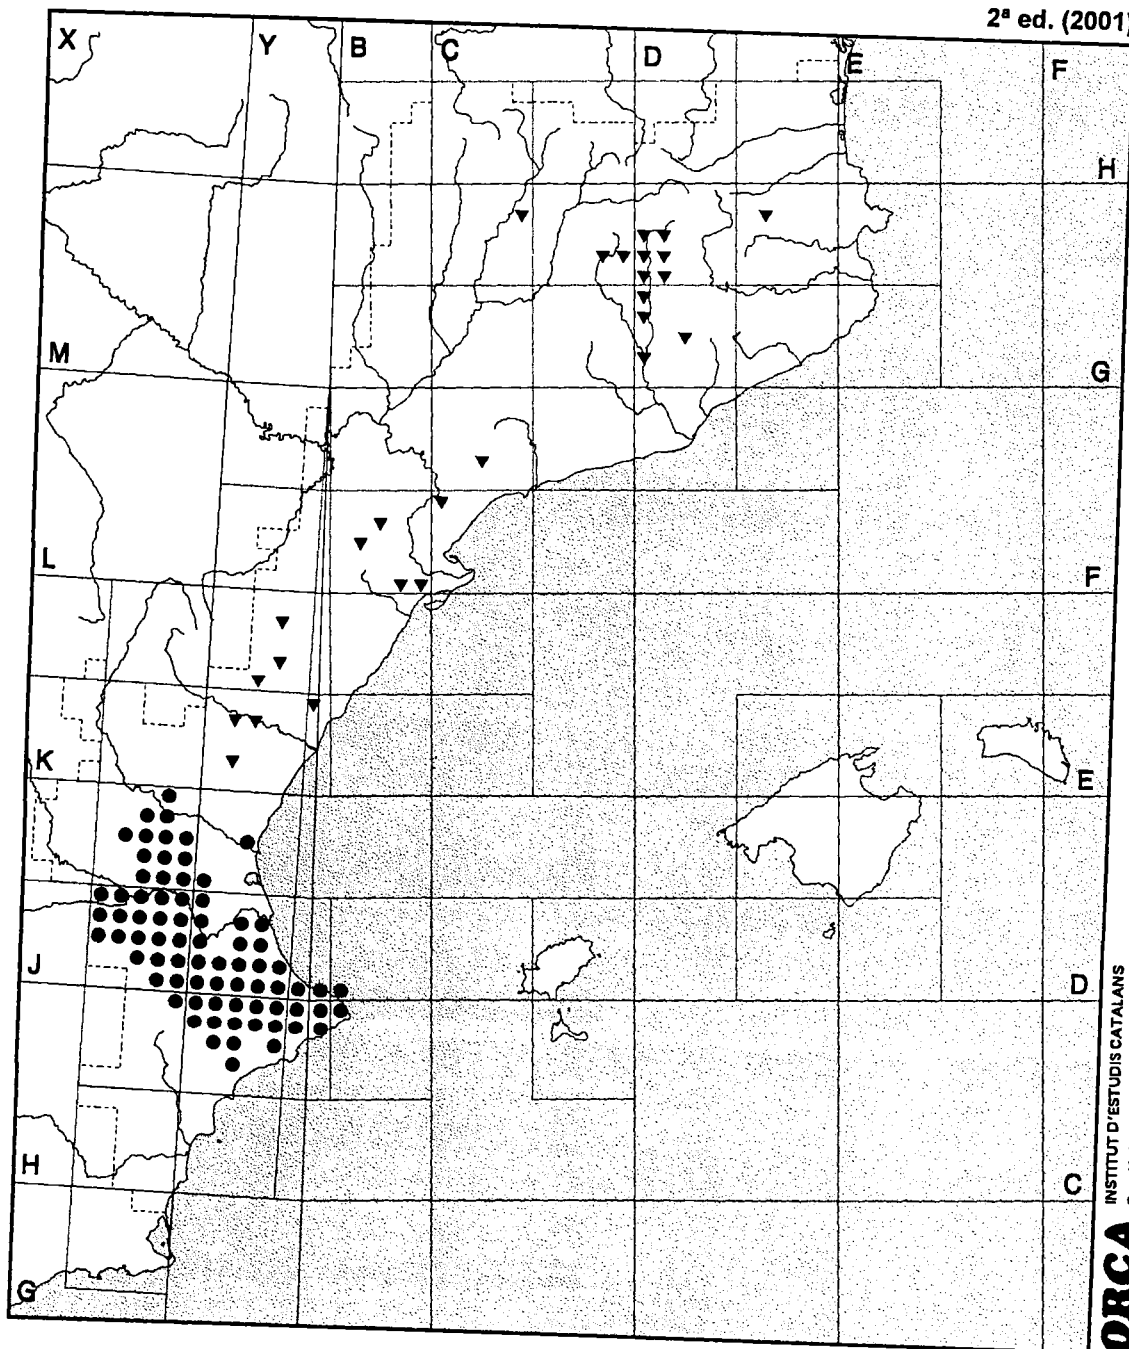 2ª ed. (2001)
X Y B C D E F
H
M G
L F
K E
J D
H C
G
INSTITUT D'ESTUDIS CATALANS
ORCA